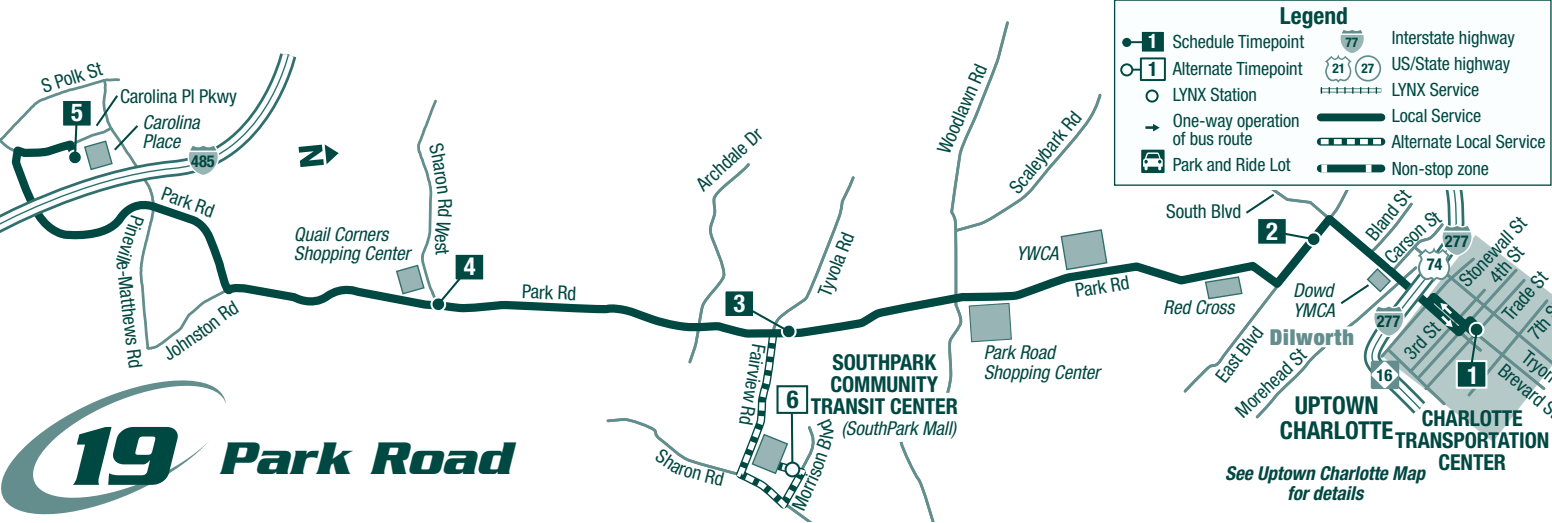 Legend
1 Schedule Timepoint
1 Alternate Timepoint
LYNX Station
One-way operation
of bus route
Park and Ride Lot
77 Interstate highway
21 27 US/State highway
LYNX Service
Local Service
Alternate Local Service
Non-stop zone
S Polk St
5
Carolina Pl Pkwy
Carolina
Place
485
N
Park Rd
Pineville-Matthews Rd
Johnston Rd
Quail Corners
Shopping Center
Sharon Rd West
4
Park Rd
Archdale Dr
3
Tyvola Rd
Fairview Rd
6
Sharon Rd
Morrison Blvd
SOUTHPARK
COMMUNITY
TRANSIT CENTER
(SouthPark Mall)
Woodlawn Rd
Scaleybark Rd
YWCA
Park Rd
Park Road
Shopping Center
Red Cross
South Blvd
2
East Blvd
Bland St
Carson St
Dowd
YMCA
Dilworth
Morehead St
277
74
277
16
Stonewall St
4th St
Trade St
7th S
3rd St
Tryon
Brevard S
1
UPTOWN
CHARLOTTE
CHARLOTTE
TRANSPORTATION
CENTER
See Uptown Charlotte Map
for details
19 Park Road